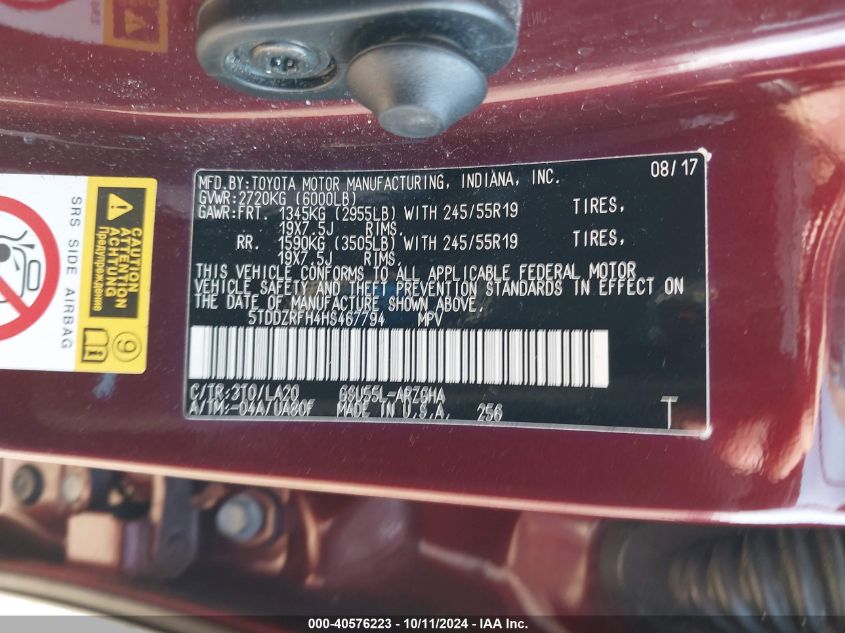 MFD.BY:TOYOTA MOTOR MANUFACTURING, INDIANA, INC. 08/17
GVWR:2720KG (6000LB)
GAWR:FRT. 1345KG (2955LB) WITH 245/55R19 TIRES,
19X7.5J RIMS.
RR. 1590KG (3505LB) WITH 245/55R19 TIRES,
19X7.5J RIMS.
THIS VEHICLE CONFORMS TO ALL APPLICABLE FEDERAL MOTOR
VEHICLE SAFETY AND THEFT PREVENTION STANDARDS IN EFFECT ON
THE DATE OF MANUFACTURE SHOWN ABOVE.
5TDDZRFH4HS467794 MPV
C/TR:3T0/LA20 GSU55L-ARZGHA
A/TM:-04A/UA80F MADE IN U.S.A. 256 T
SRS SIDE AIRBAG
CAUTION
ATTENTION
ACHTUNG
Предупреждение
9
000-40576223 - 10/11/2024 - IAA Inc.